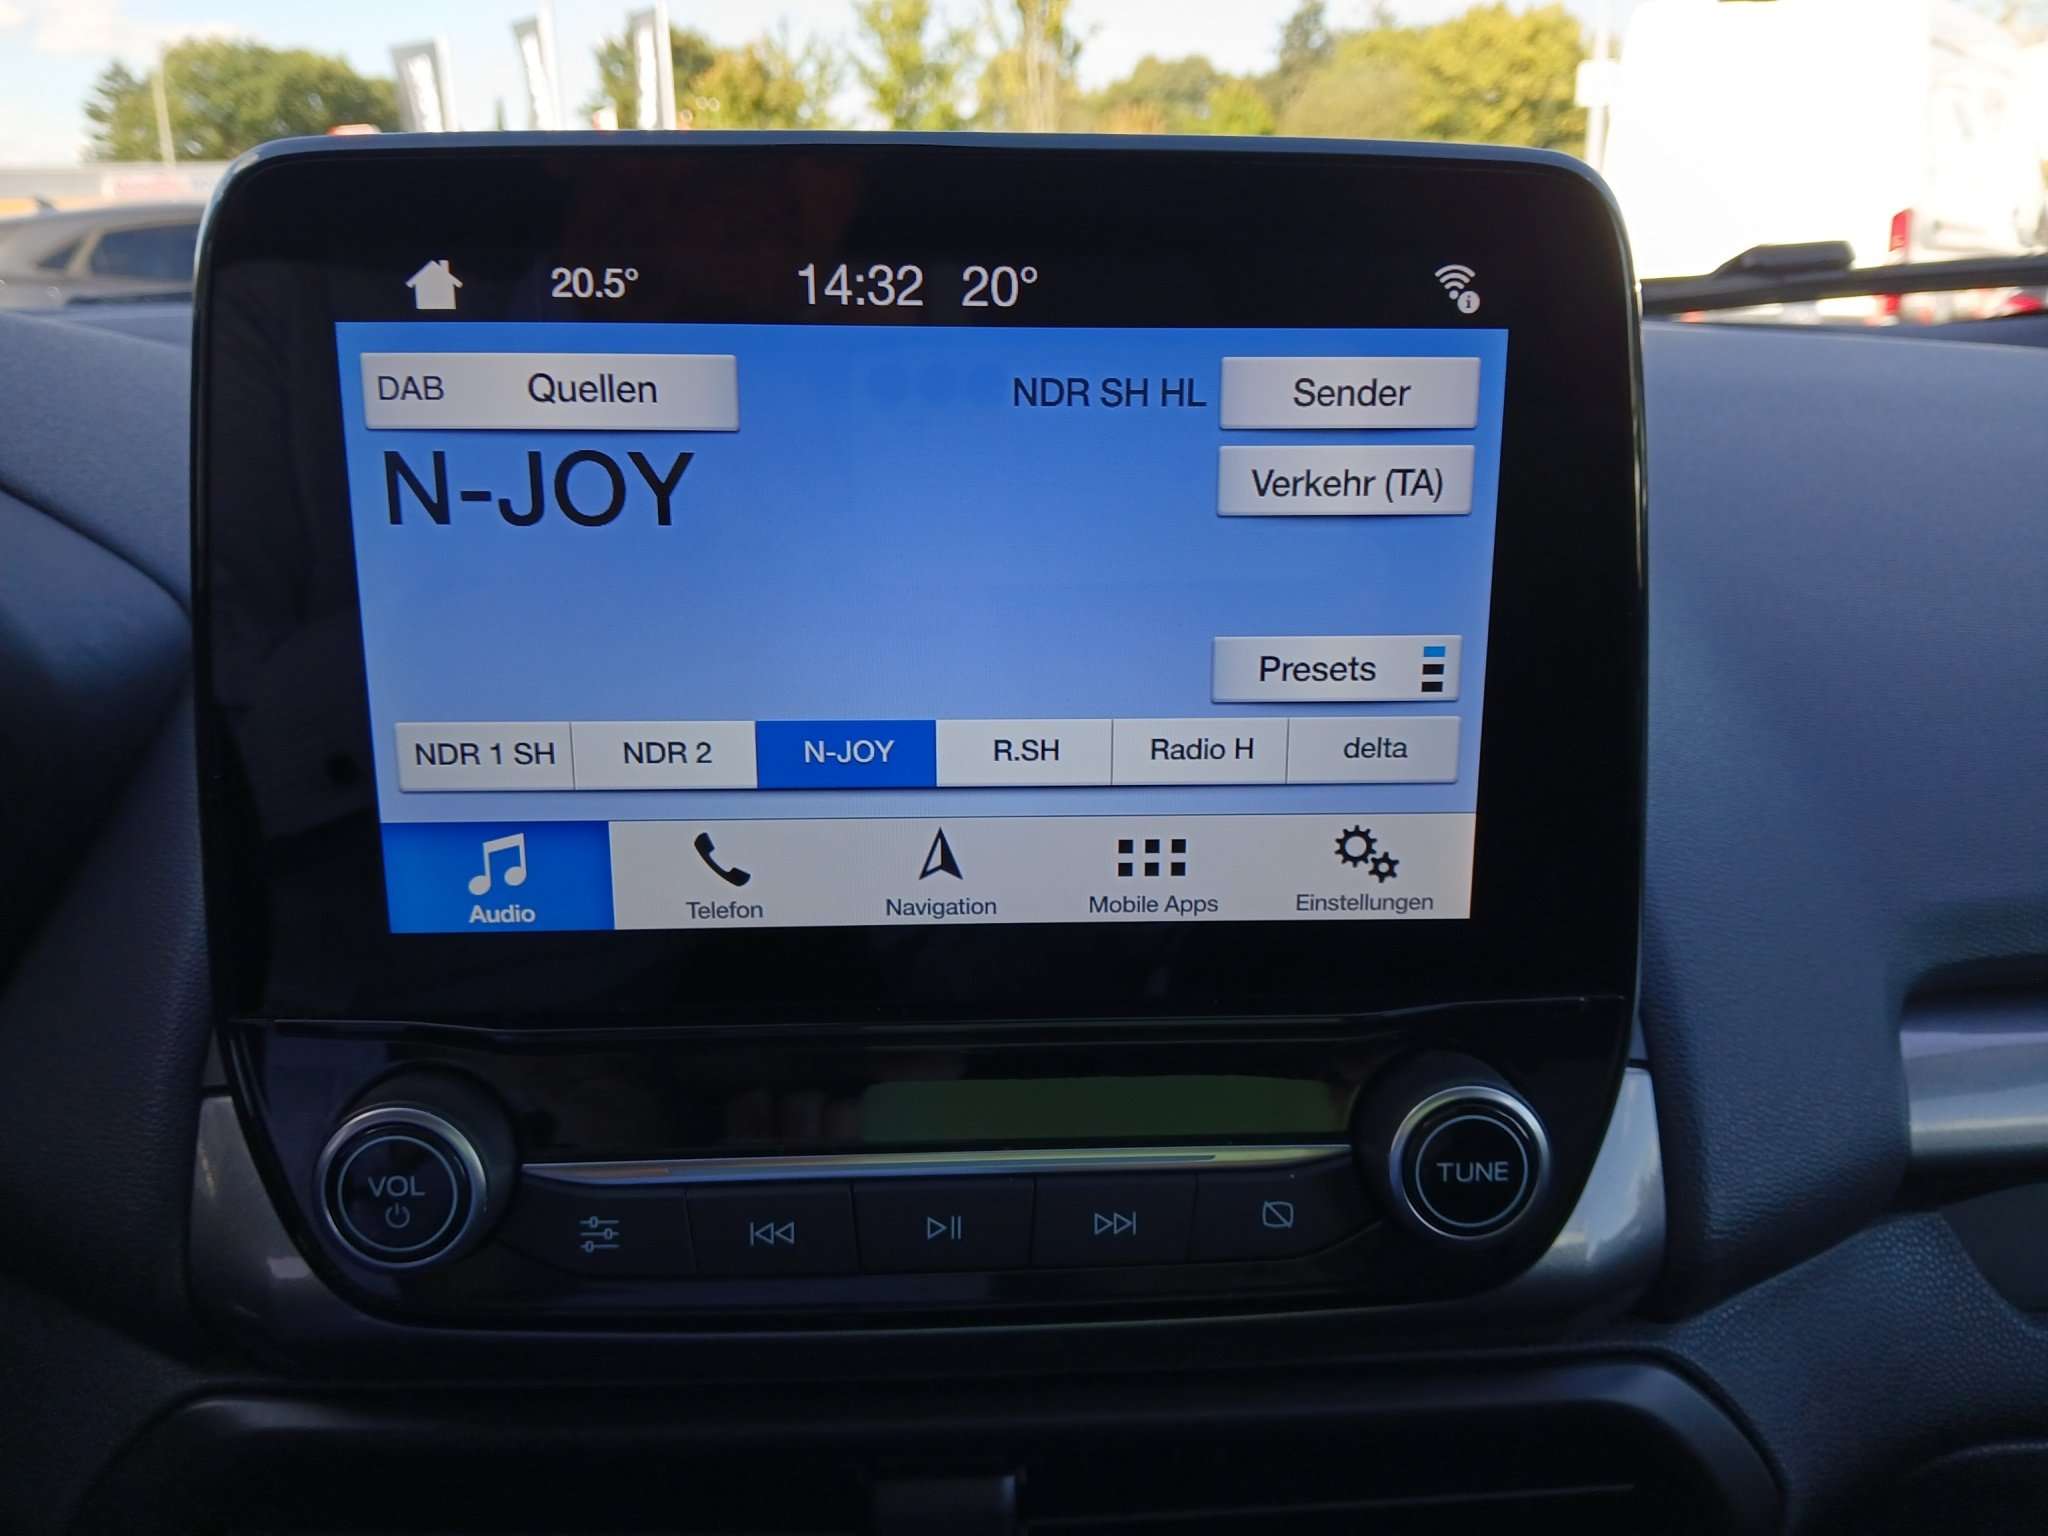 20.5° 14:32 20°
DAB Quellen NDR SH HL Sender
N-JOY Verkehr (TA)
Presets
NDR 1 SH NDR 2 N-JOY R.SH Radio H delta
Audio Telefon Navigation Mobile Apps Einstellungen
VOL TUNE